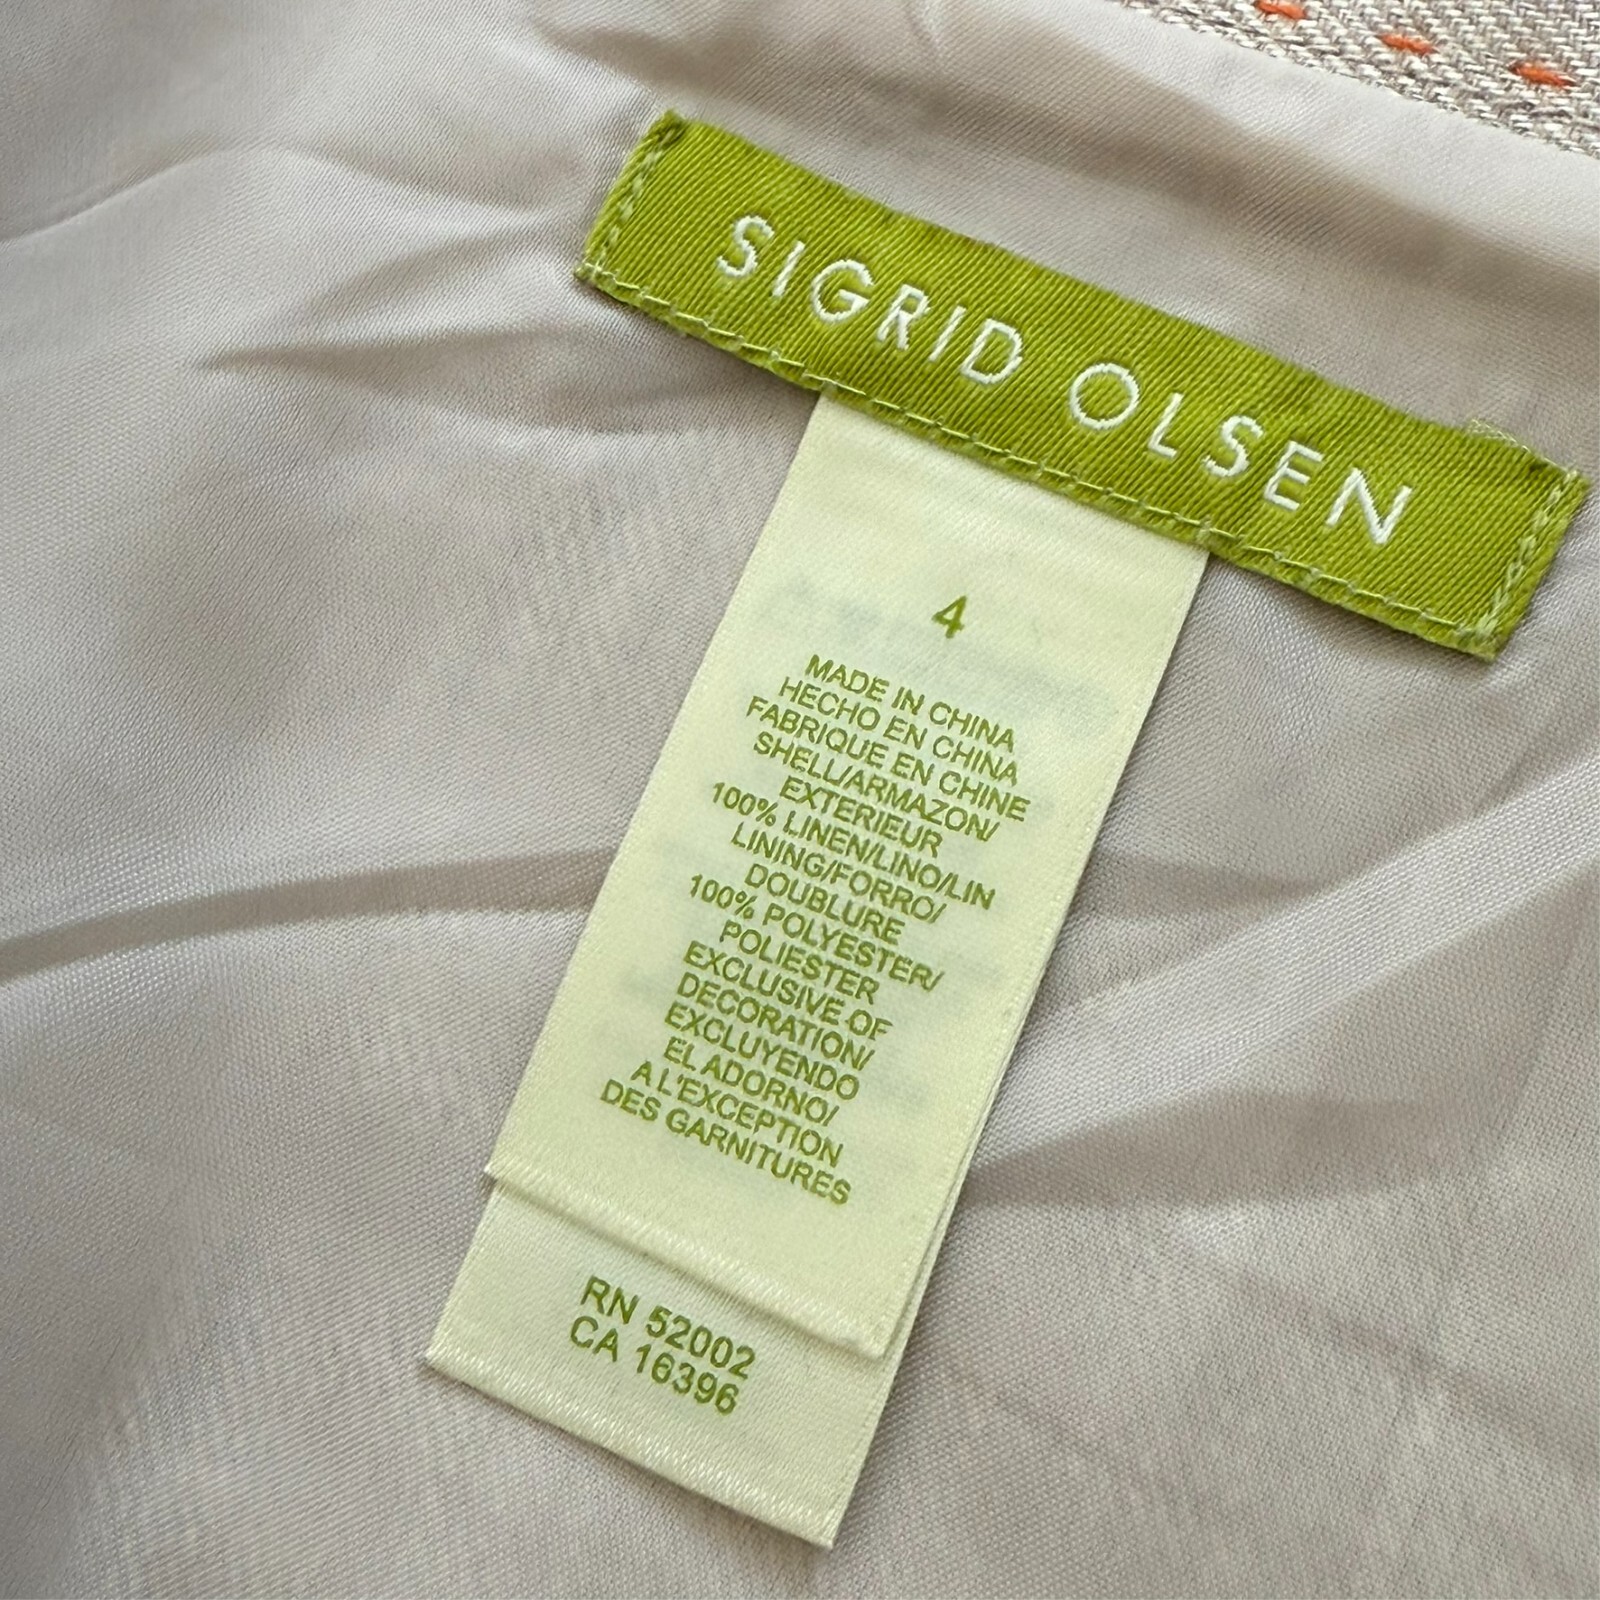 SIGRID OLSEN
4
MADE IN CHINA
HECHO EN CHINA
FABRIQUE EN CHINE
SHELL/ARMAZON/
EXTERIEUR
100% LINEN/LINO/LIN
LINING/FORRO/
DOUBLURE
100% POLYESTER/
POLIESTER
EXCLUSIVE OF
DECORATION/
EXCLUYENDO
EL ADORNO/
A L'EXCEPTION
DES GARNITURES
RN 52002
CA 16396